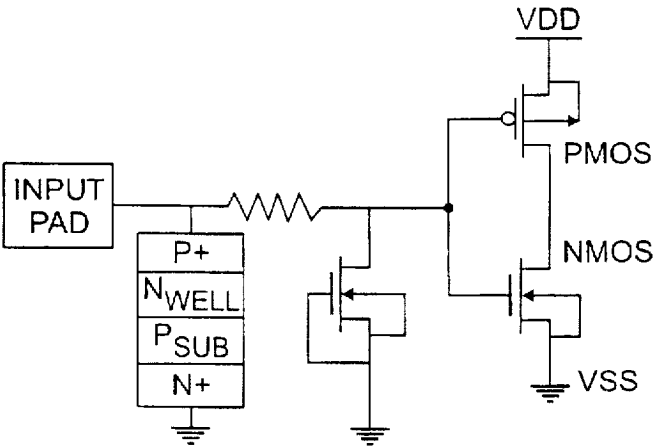 VDD
PMOS
INPUT
PAD
P+
NWELL
PSUB
N+
NMOS
VSS